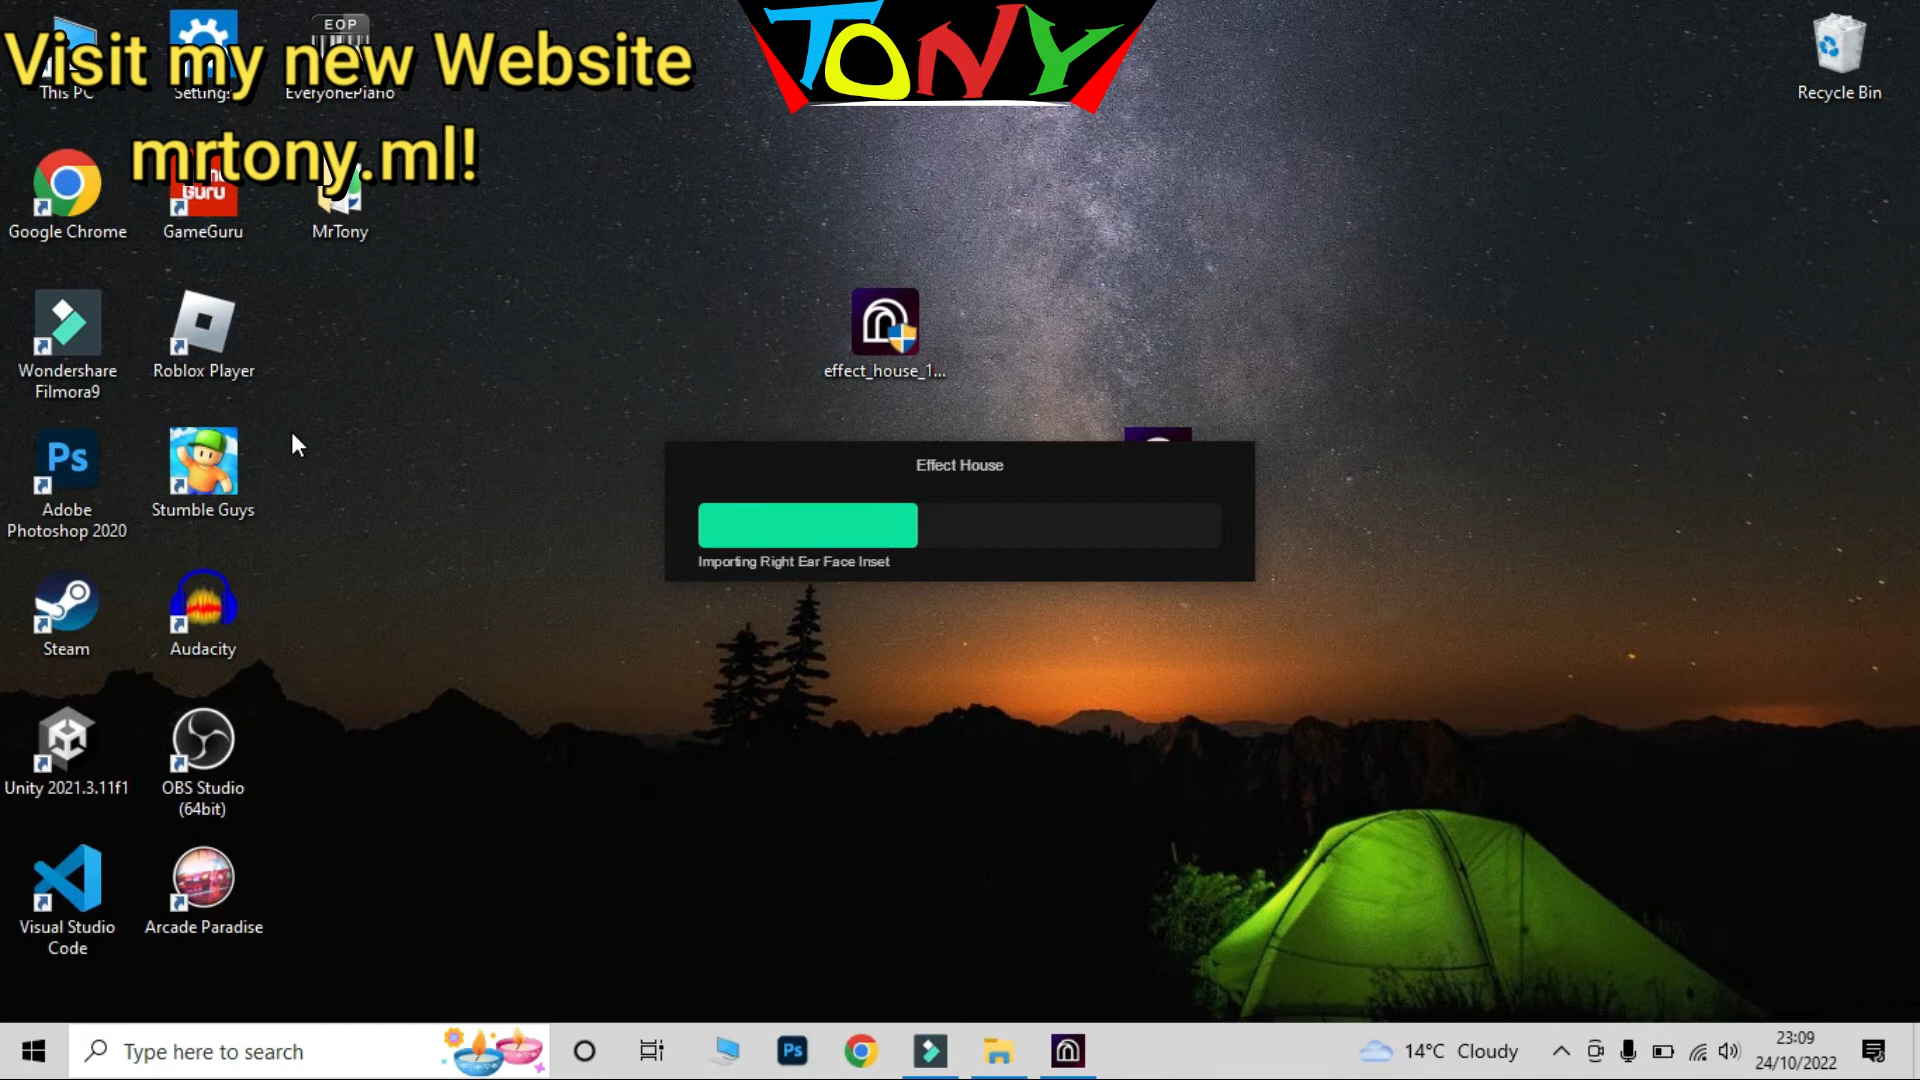 Visit my new Website
mrtony.ml!
TONY
EOP
This PC
Settings
EveryonePiano
Recycle Bin
Guru
Google Chrome
GameGuru
MrTony
effect_house_1...
Wondershare
Filmora9
Roblox Player
Effect House
Importing Right Ear Face Inset
Ps
Adobe
Photoshop 2020
Stumble Guys
Steam
Audacity
Unity 2021.3.11f1
OBS Studio
(64bit)
Visual Studio
Code
Arcade Paradise
Type here to search
Ps
14°C Cloudy
23:09
24/10/2022